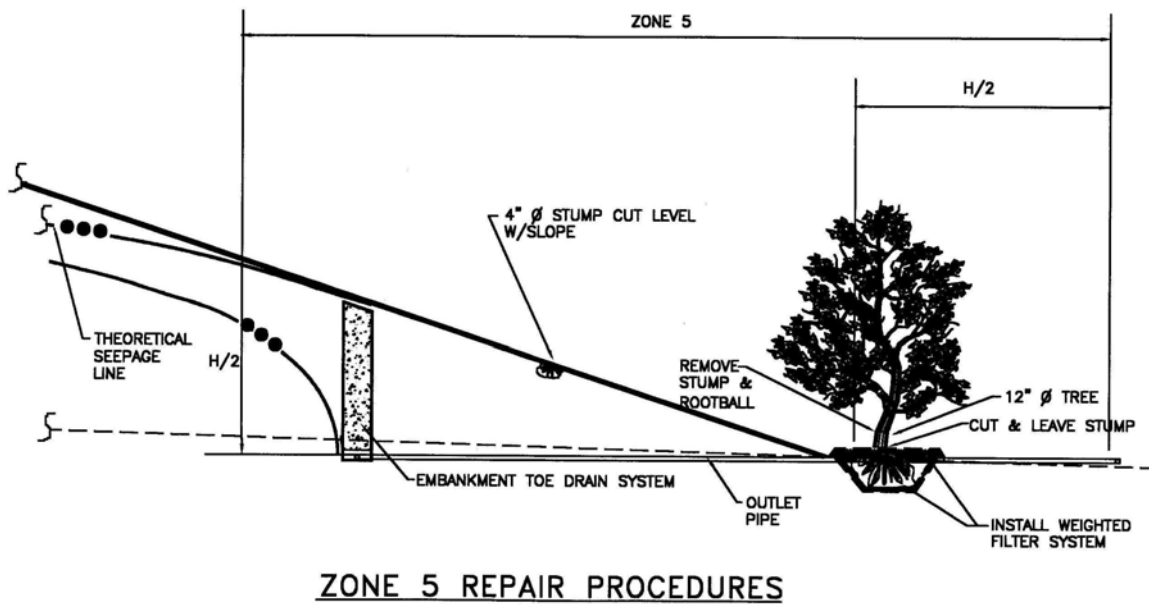 ZONE 5
H/2
4" Ø STUMP CUT LEVEL
W/SLOPE
THEORETICAL
SEEPAGE
LINE
H/2
REMOVE
STUMP &
ROOTBALL
12" Ø TREE
CUT & LEAVE STUMP
EMBANKMENT TOE DRAIN SYSTEM
OUTLET
PIPE
INSTALL WEIGHTED
FILTER SYSTEM
ZONE 5 REPAIR PROCEDURES